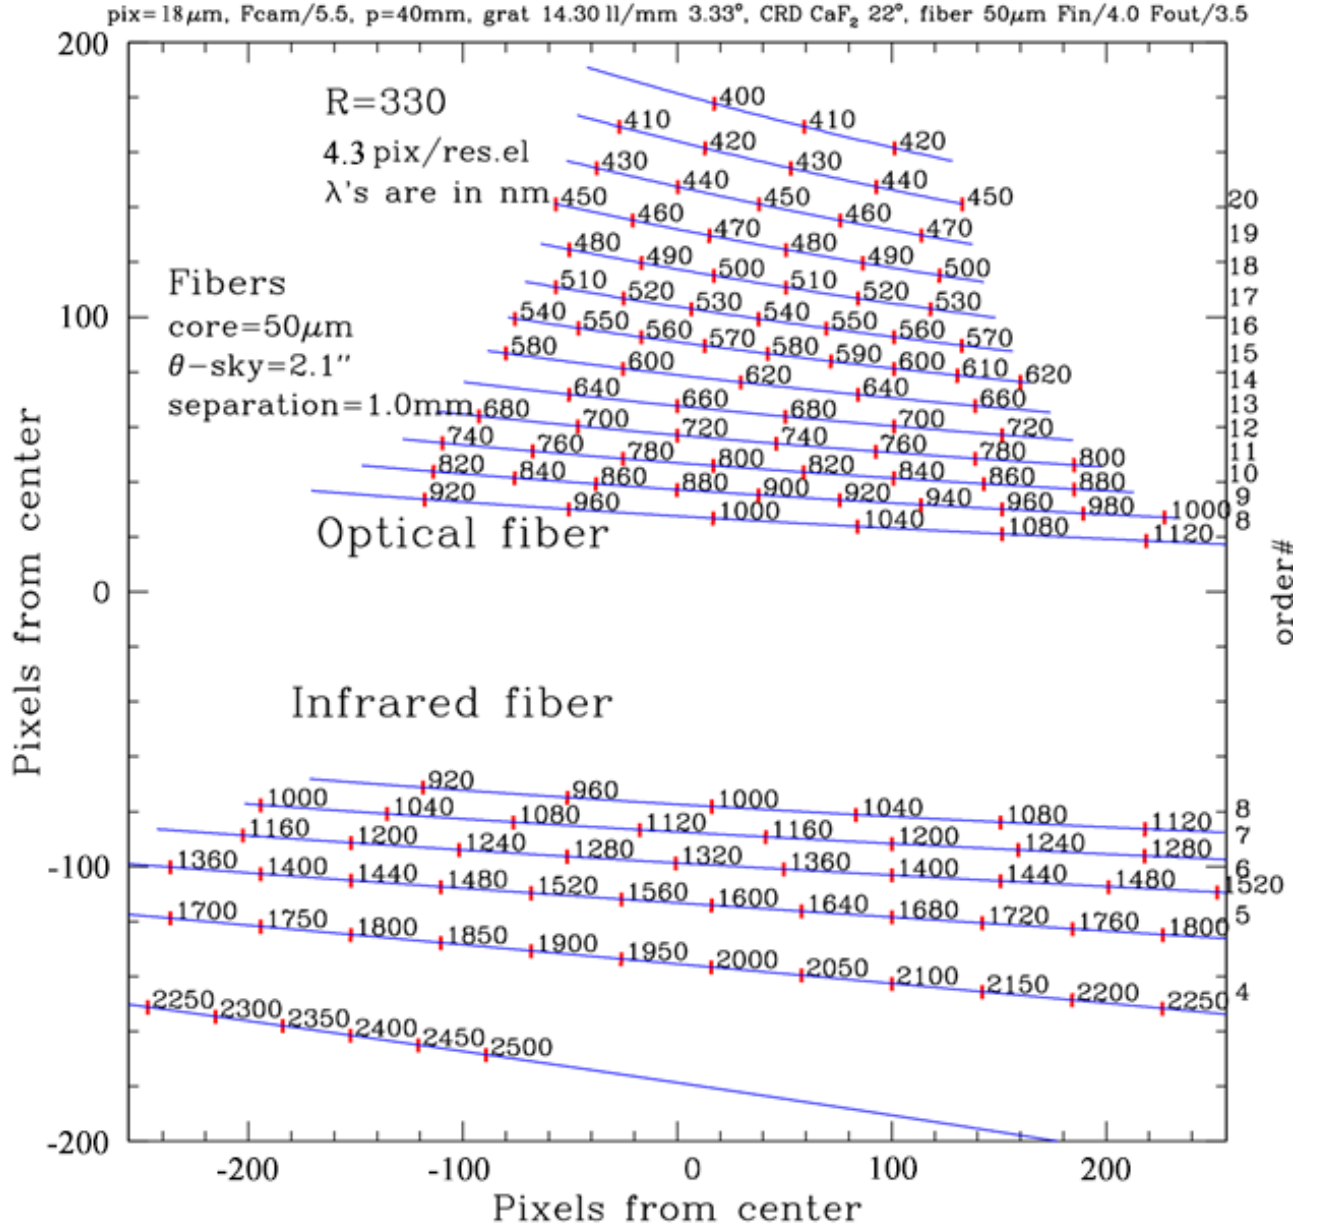 pix=18μm, Fcam/5.5, p=40mm, grat 14.30 ll/mm 3.33°, CRD CaF₂ 22°, fiber 50μm Fin/4.0 Fout/3.5
200
R=330
4.3 pix/res.el
λ's are in nm
400 410 420
410 420 430 440 450
430 440 450 460 470
450 460 470 480 490 500
480 490 500 510 520 530
510 520 530 540 550 560 570
540 550 560 570 580 590 600 610 620
580 600 620 640 660
640 660 680 700 720
680 700 720 740 760 780 800
740 760 780 800 820 840 860 880
820 840 860 880 900 920 940 960 980 1000
920 960 1000 1040 1080 1120
20
19
18
17
16
15
14
13
12
11
10
9
8
Fibers
core=50μm
θ-sky=2.1″
separation=1.0mm
100
Optical fiber
0
order#
Pixels from center
Infrared fiber
920 960 1000 1040 1080 1120
1000 1040 1080 1120 1160 1200 1240 1280
1160 1200 1240 1280 1320 1360 1400 1440 1480 1520
1360 1400 1440 1480 1520 1560 1600 1640 1680 1720 1760 1800
1700 1750 1800 1850 1900 1950 2000 2050 2100 2150 2200 2250
2250 2300 2350 2400 2450 2500
8
7
6
5
4
-100
-200
-200 -100 0 100 200
Pixels from center